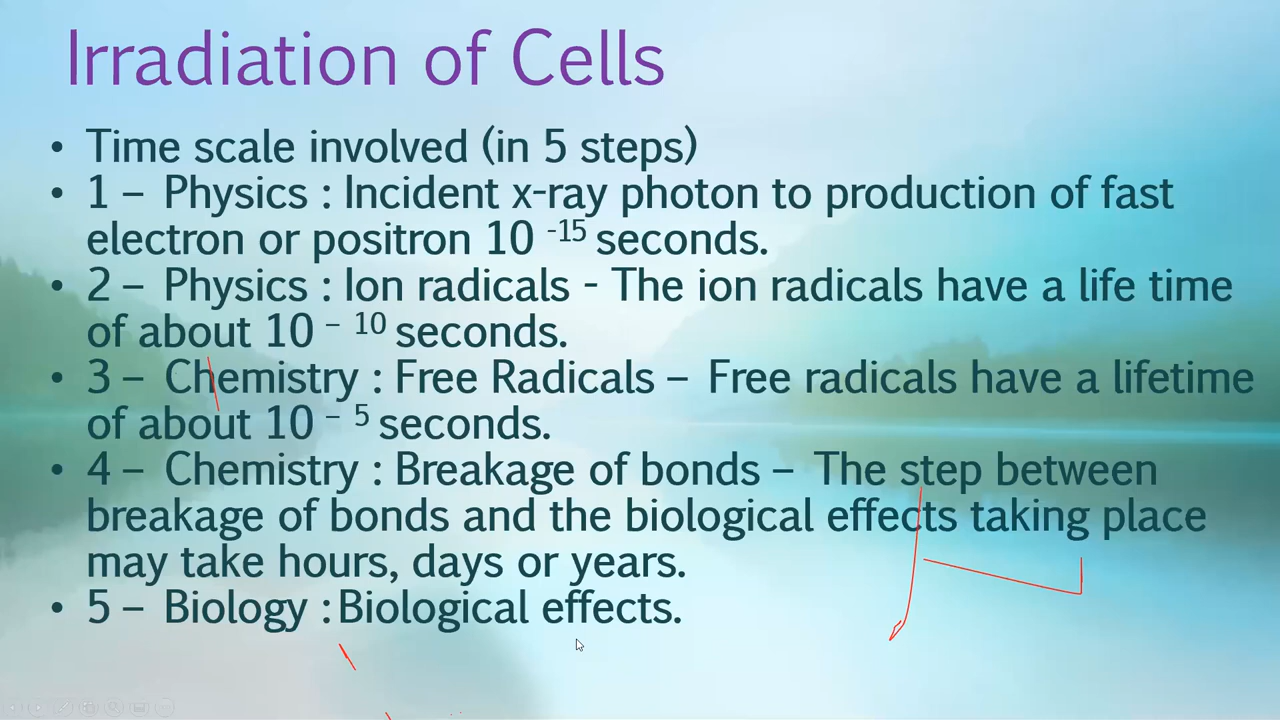 Irradiation of Cells
• Time scale involved (in 5 steps)
• 1 – Physics : Incident x-ray photon to production of fast
electron or positron 10 -15 seconds.
• 2 – Physics : Ion radicals - The ion radicals have a life time
of about 10 – 10 seconds.
• 3 – Chemistry : Free Radicals – Free radicals have a lifetime
of about 10 – 5 seconds.
• 4 – Chemistry : Breakage of bonds – The step between
breakage of bonds and the biological effects taking place
may take hours, days or years.
• 5 – Biology : Biological effects.